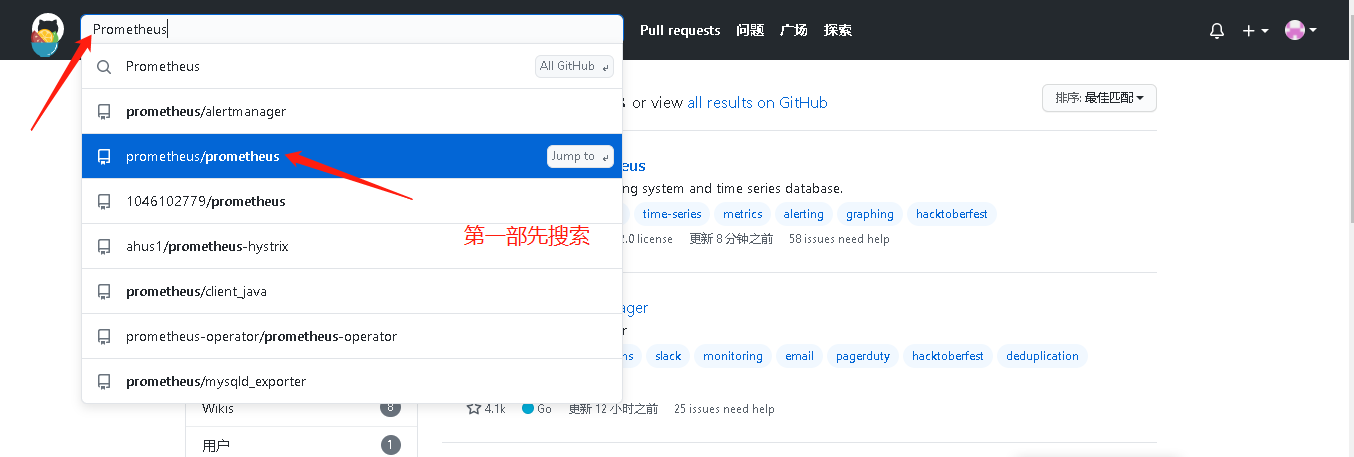 Prometheus
Pull requests 问题 广场 探索
Prometheus All GitHub
prometheus/alertmanager
prometheus/prometheus Jump to
1046102779/prometheus
ahus1/prometheus-hystrix
prometheus/client_java
prometheus-operator/prometheus-operator
prometheus/mysqld_exporter
Wikis 8
用户 1
or view all results on GitHub
排序: 最佳匹配
eus
ng system and time series database.
time-series metrics alerting graphing hacktoberfest
2.0 license 更新 8 分钟之前 58 issues need help
第一部先搜索
ager
r
ns slack monitoring email pagerduty hacktoberfest deduplication
4.1k Go 更新 12 小时之前 25 issues need help